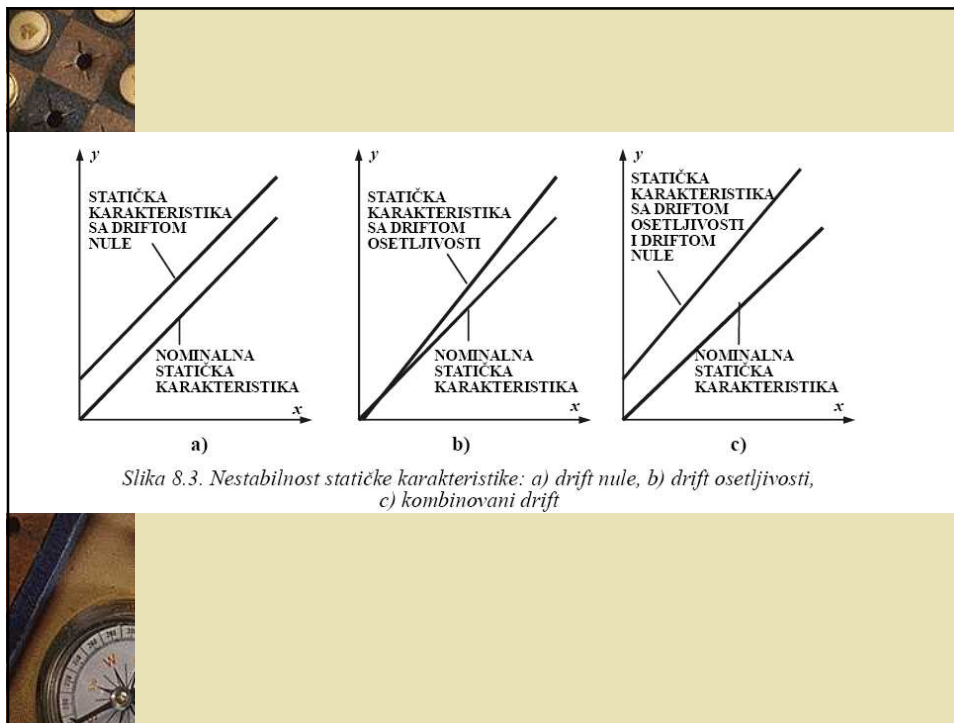 y
STATIČKA
KARAKTERISTIKA
SA DRIFTOM
NULE
NOMINALNA
STATIČKA
KARAKTERISTIKA
x
a)
y
STATIČKA
KARAKTERISTIKA
SA DRIFTOM
OSETLJIVOSTI
NOMINALNA
STATIČKA
KARAKTERISTIKA
x
b)
y
STATIČKA
KARAKTERISTIKA
SA DRIFTOM
OSETLJIVOSTI
I DRIFTOM
NULE
NOMINALNA
STATIČKA
KARAKTERISTIKA
x
c)
Slika 8.3. Nestabilnost statičke karakteristike: a) drift nule, b) drift osetljivosti,
c) kombinovani drift
W